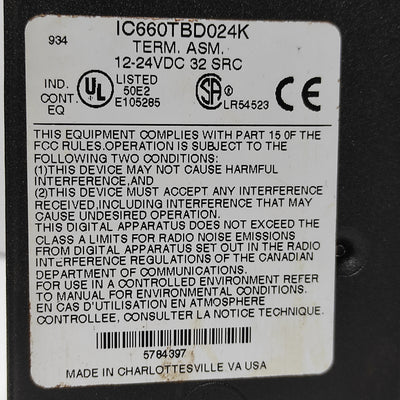 IC660TBD024K
934
TERM. ASM.
12-24VDC 32 SRC
IND.
CONT.
EQ
UL
LISTED
50E2
E105285
SA
LR54523
CE
THIS EQUIPMENT COMPLIES WITH PART 15 OF THE
FCC RULES.OPERATION IS SUBJECT TO THE
FOLLOWING TWO CONDITIONS:
(1)THIS DEVICE MAY NOT CAUSE HARMFUL
INTERFERENCE,AND
(2)THIS DEVICE MUST ACCEPT ANY INTERFERENCE
RECEIVED,INCLUDING INTERFERENCE THAT MAY
CAUSE UNDESIRED OPERATION.
THIS DIGITAL APPARATUS DOES NOT EXCEED THE
CLASS A LIMITS FOR RADIO NOISE EMISSIONS
FROM DIGITAL APPARATUS SET OUT IN THE RADIO
INTERFERENCE REGULATIONS OF THE CANADIAN
DEPARTMENT OF COMMUNICATIONS.
FOR USE IN A CONTROLLED ENVIRONMENT REFER
TO MANUAL FOR ENVIRONMENTAL CONDITIONS.
EN CAS D'UTILISATION EN ATMOSPHERE
CONTROLLEE, CONSULTER LA NOTICE TECHNIQUE.
5784397
MADE IN CHARLOTTESVILLE VA USA